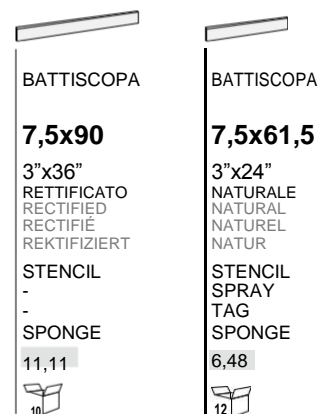 BATTISCOPA
7,5x90
3”x36”
RETTIFICATO
RECTIFIED
RECTIFIÉ
REKTIFIZIERT
STENCIL
-
-
SPONGE
11,11
10
BATTISCOPA
7,5x61,5
3”x24”
NATURALE
NATURAL
NATUREL
NATUR
STENCIL
SPRAY
TAG
SPONGE
6,48
12